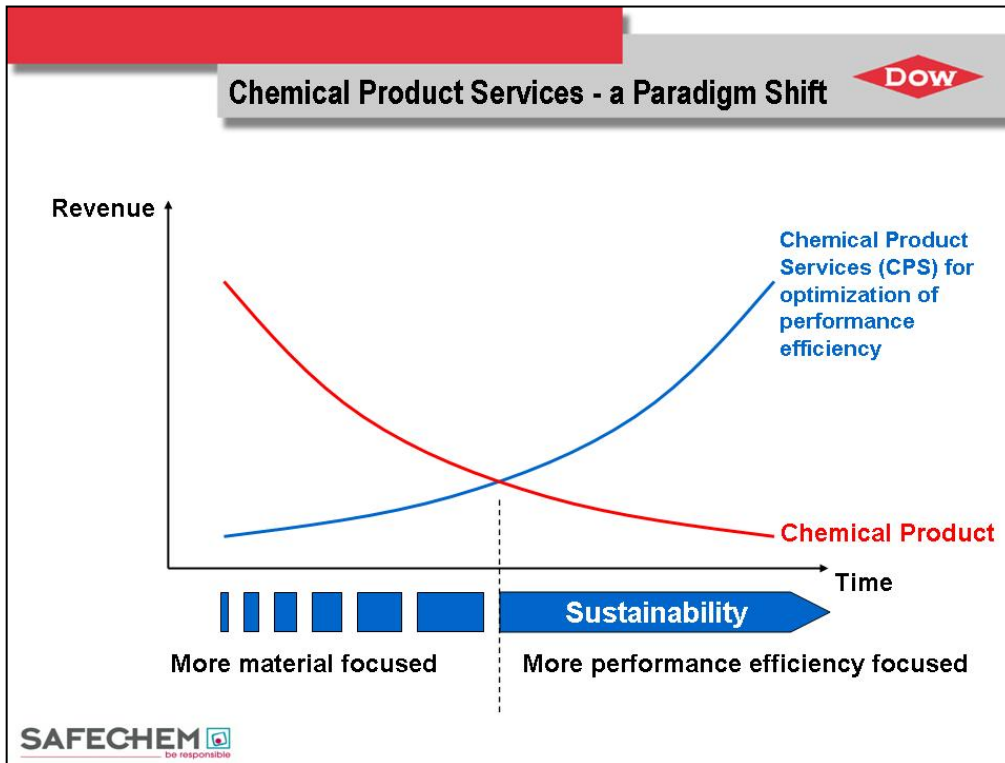 Chemical Product Services - a Paradigm Shift
DOW
Revenue
Chemical Product
Services (CPS) for
optimization of
performance
efficiency
Chemical Product
Time
Sustainability
More material focused
More performance efficiency focused
SAFECHEM
be responsible